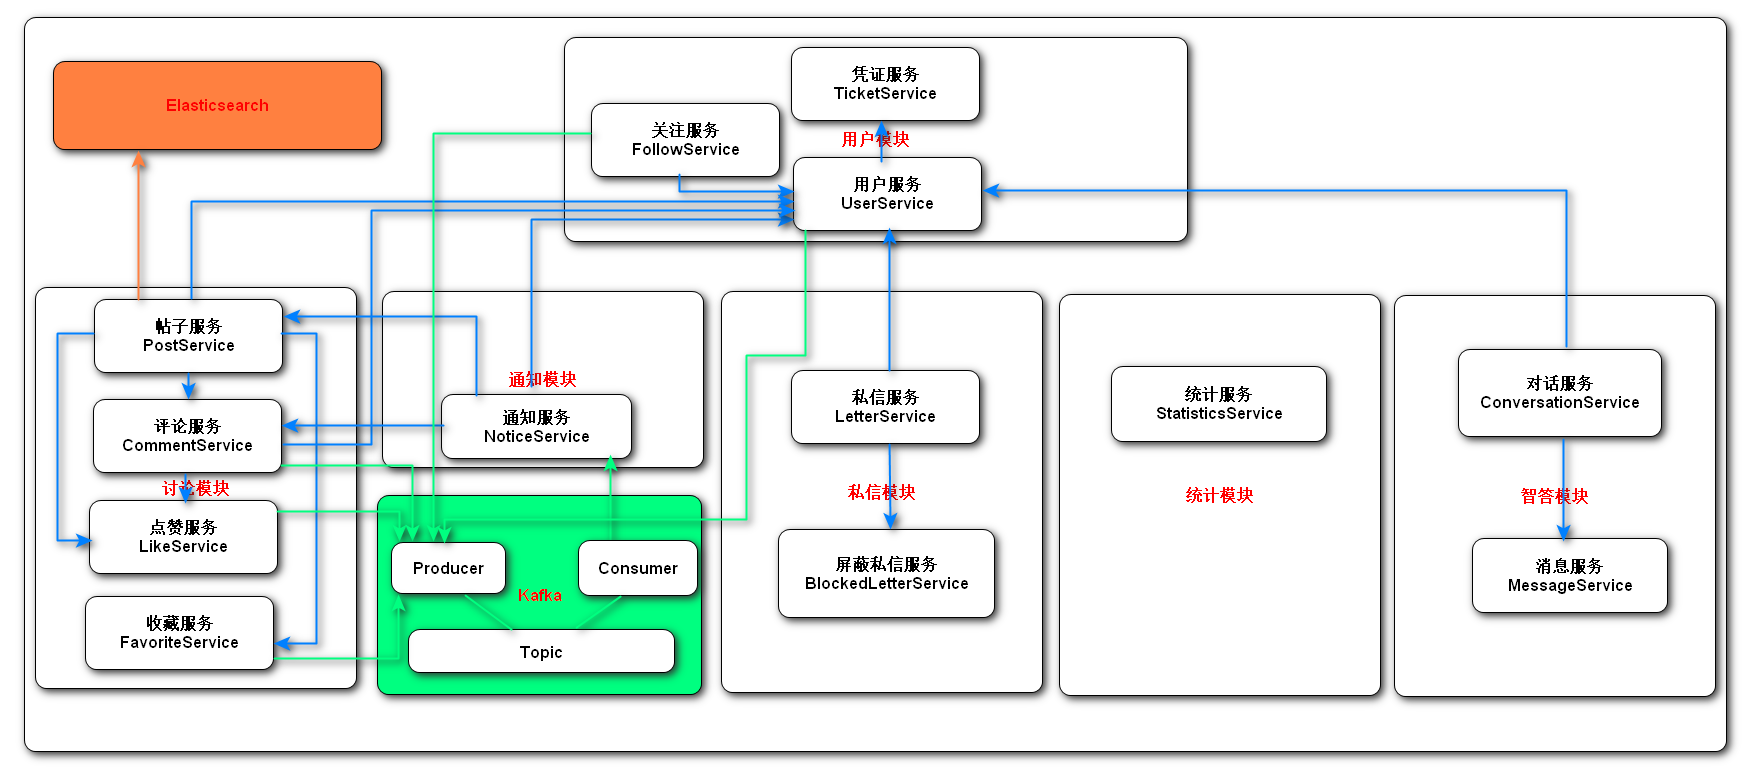 Elasticsearch
凭证服务
TicketService
关注服务
FollowService
用户模块
用户服务
UserService
帖子服务
PostService
评论服务
CommentService
讨论模块
点赞服务
LikeService
收藏服务
FavoriteService
通知模块
通知服务
NoticeService
Producer
Consumer
Kafka
Topic
私信服务
LetterService
私信模块
屏蔽私信服务
BlockedLetterService
统计服务
StatisticsService
统计模块
对话服务
ConversationService
智答模块
消息服务
MessageService